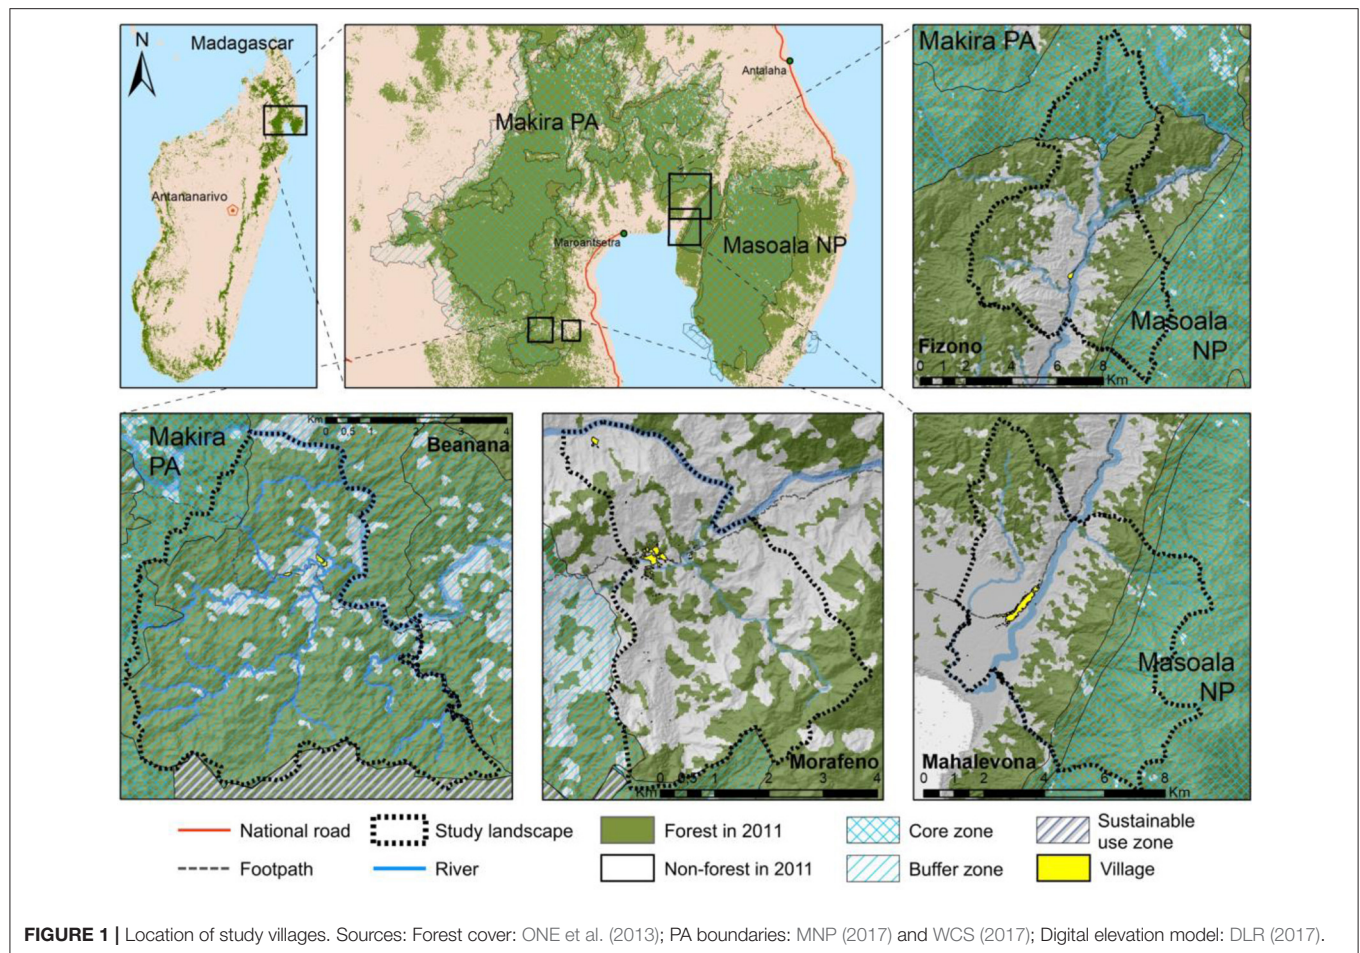 N
Madagascar
Antananarivo
Makira PA
Antalaha
Maroantsetra
Masoala NP
Makira PA
Masoala
NP
Fizono
0 1 2 4 6 8
Km
Makira
PA
Km
0 0,5 1 2 3 4
Beanana
Morafeno
0 0,5 1 2 4
Km
Masoala
NP
Mahalevona
0 1 2 4 6 8
Km
National road
Study landscape
Forest in 2011
Core zone
Sustainable
use zone
Footpath
River
Non-forest in 2011
Buffer zone
Village
FIGURE 1 | Location of study villages. Sources: Forest cover: ONE et al. (2013); PA boundaries: MNP (2017) and WCS (2017); Digital elevation model: DLR (2017).